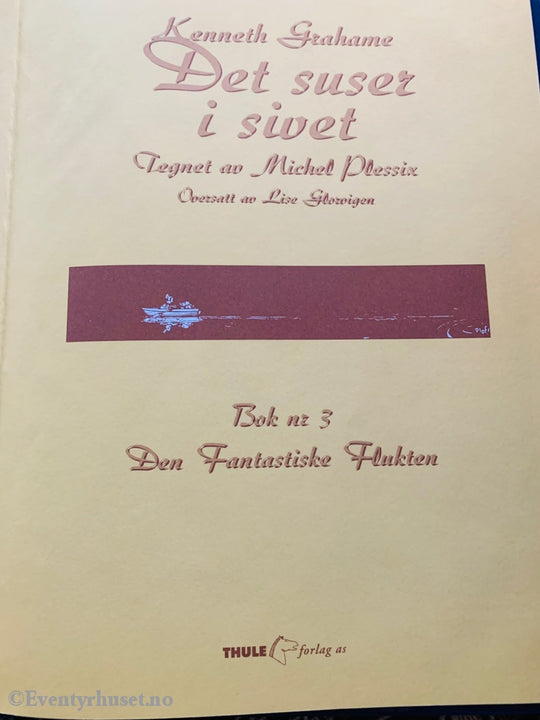 Kenneth Grahame
Det suser
i sivet
Tegnet av Michel Plessix
Oversatt av Lise Glørvigen
Bok nr 3
Den Fantastiske Flukten
THULE forlag as
©Eventyrhuset.no